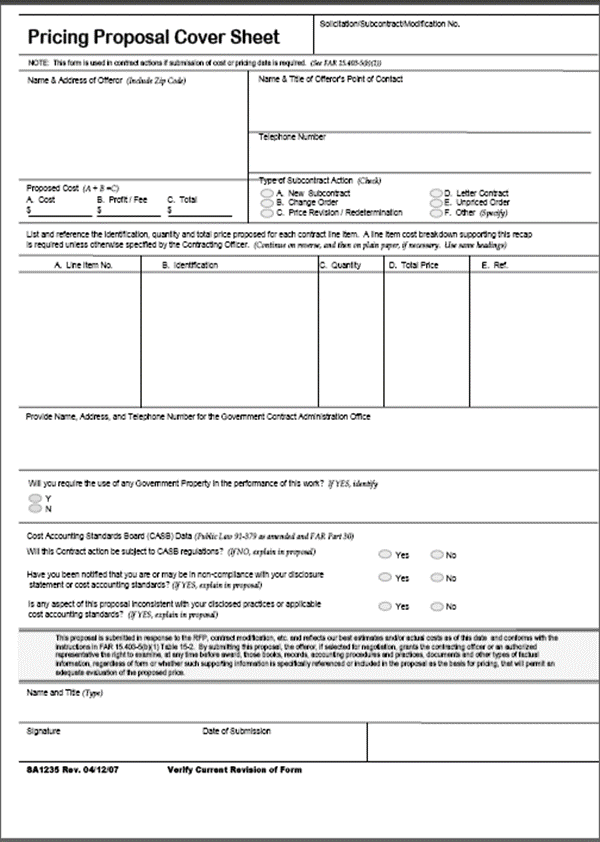 Solicitation/Subcontract/Modification No.
Pricing Proposal Cover Sheet
NOTE: This form is used in contract actions if submission of cost or pricing data is required. (See FAR 15.403-5(b)(2))
Name & Address of Offeror (Include Zip Code)
Name & Title of Offeror's Point of Contact
Telephone Number
Type of Subcontract Action (Check)
Proposed Cost (A + B =C)
A. Cost B. Profit / Fee C. Total
$ $ $
A. New Subcontract D. Letter Contract
B. Change Order E. Unpriced Order
C. Price Revision / Redetermination F. Other (Specify)
List and reference the identification, quantity and total price proposed for each contract line item. A line item cost breakdown supporting this recap
is required unless otherwise specified by the Contracting Officer. (Continue on reverse, and then on plain paper, if necessary. Use same headings)
A. Line Item No. B. Identification C. Quantity D. Total Price E. Ref.
Provide Name, Address, and Telephone Number for the Government Contract Administration Office
Will you require the use of any Government Property in the performance of this work? If YES, identify
Y
N
Cost Accounting Standards Board (CASB) Data (Public Law 91-379 as amended and FAR Part 30)
Will this Contract action be subject to CASB regulations? (If NO, explain in proposal) Yes No
Have you been notified that you are or may be in non-compliance with your disclosure
statement or cost accounting standards? (If YES, explain in proposal) Yes No
Is any aspect of this proposal inconsistent with your disclosed practices or applicable
cost accounting standards? (If YES, explain in proposal) Yes No
This proposal is submitted in response to the RFP, contract modification, etc. and reflects our best estimates and/or actual costs as of this date and conforms with the
instructions in FAR 15.403-5(b)(1) Table 15-2. By submitting this proposal, the offeror, if selected for negotiation, grants the contracting officer or an authorized
representative the right to examine, at any time before award, those books, records, accounting procedures and practices, documents and other types of factual
information, regardless of form or whether such supporting information is specifically referenced or included in the proposal as the basis for pricing, that will permit an
adequate evaluation of the proposed price.
Name and Title (Type)
Signature Date of Submission
SA1235 Rev. 04/12/07 Verify Current Revision of Form